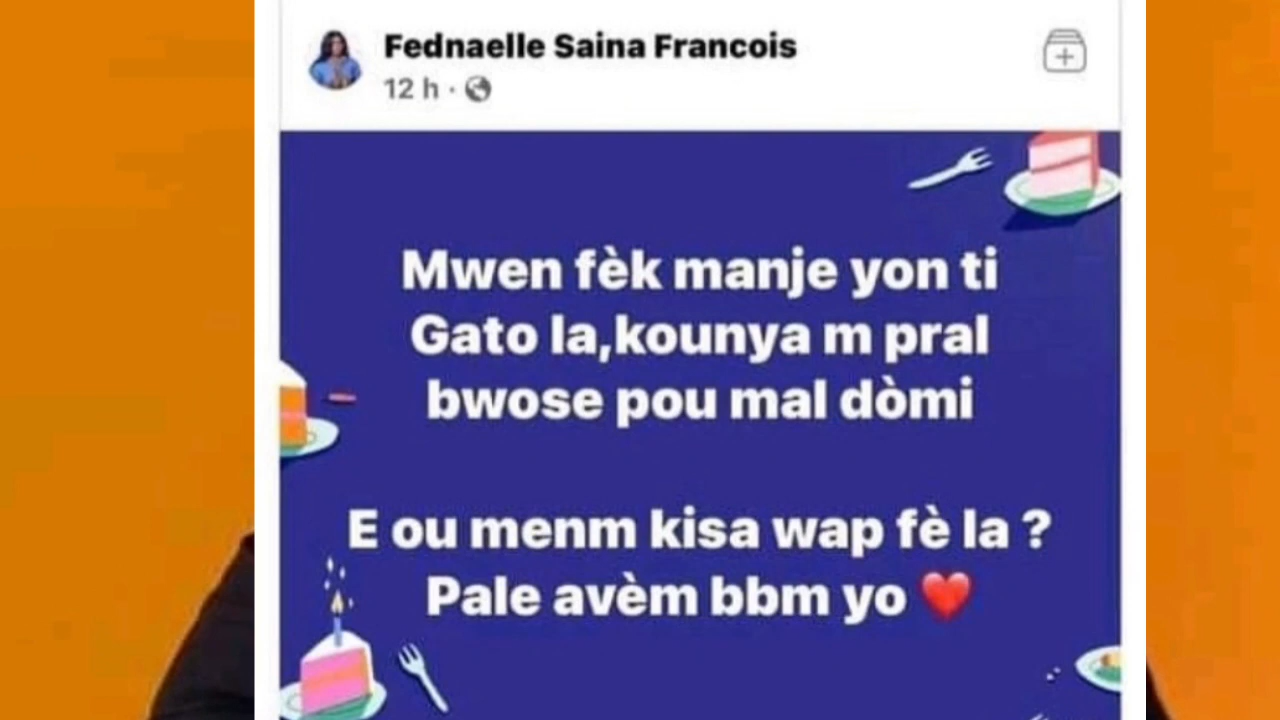 Fednaelle Saina Francois
12 h ·
Mwen fèk manje yon ti
Gato la,kounya m pral
bwose pou mal dòmi
E ou menm kisa wap fè la ?
Pale avèm bbm yo ❤️